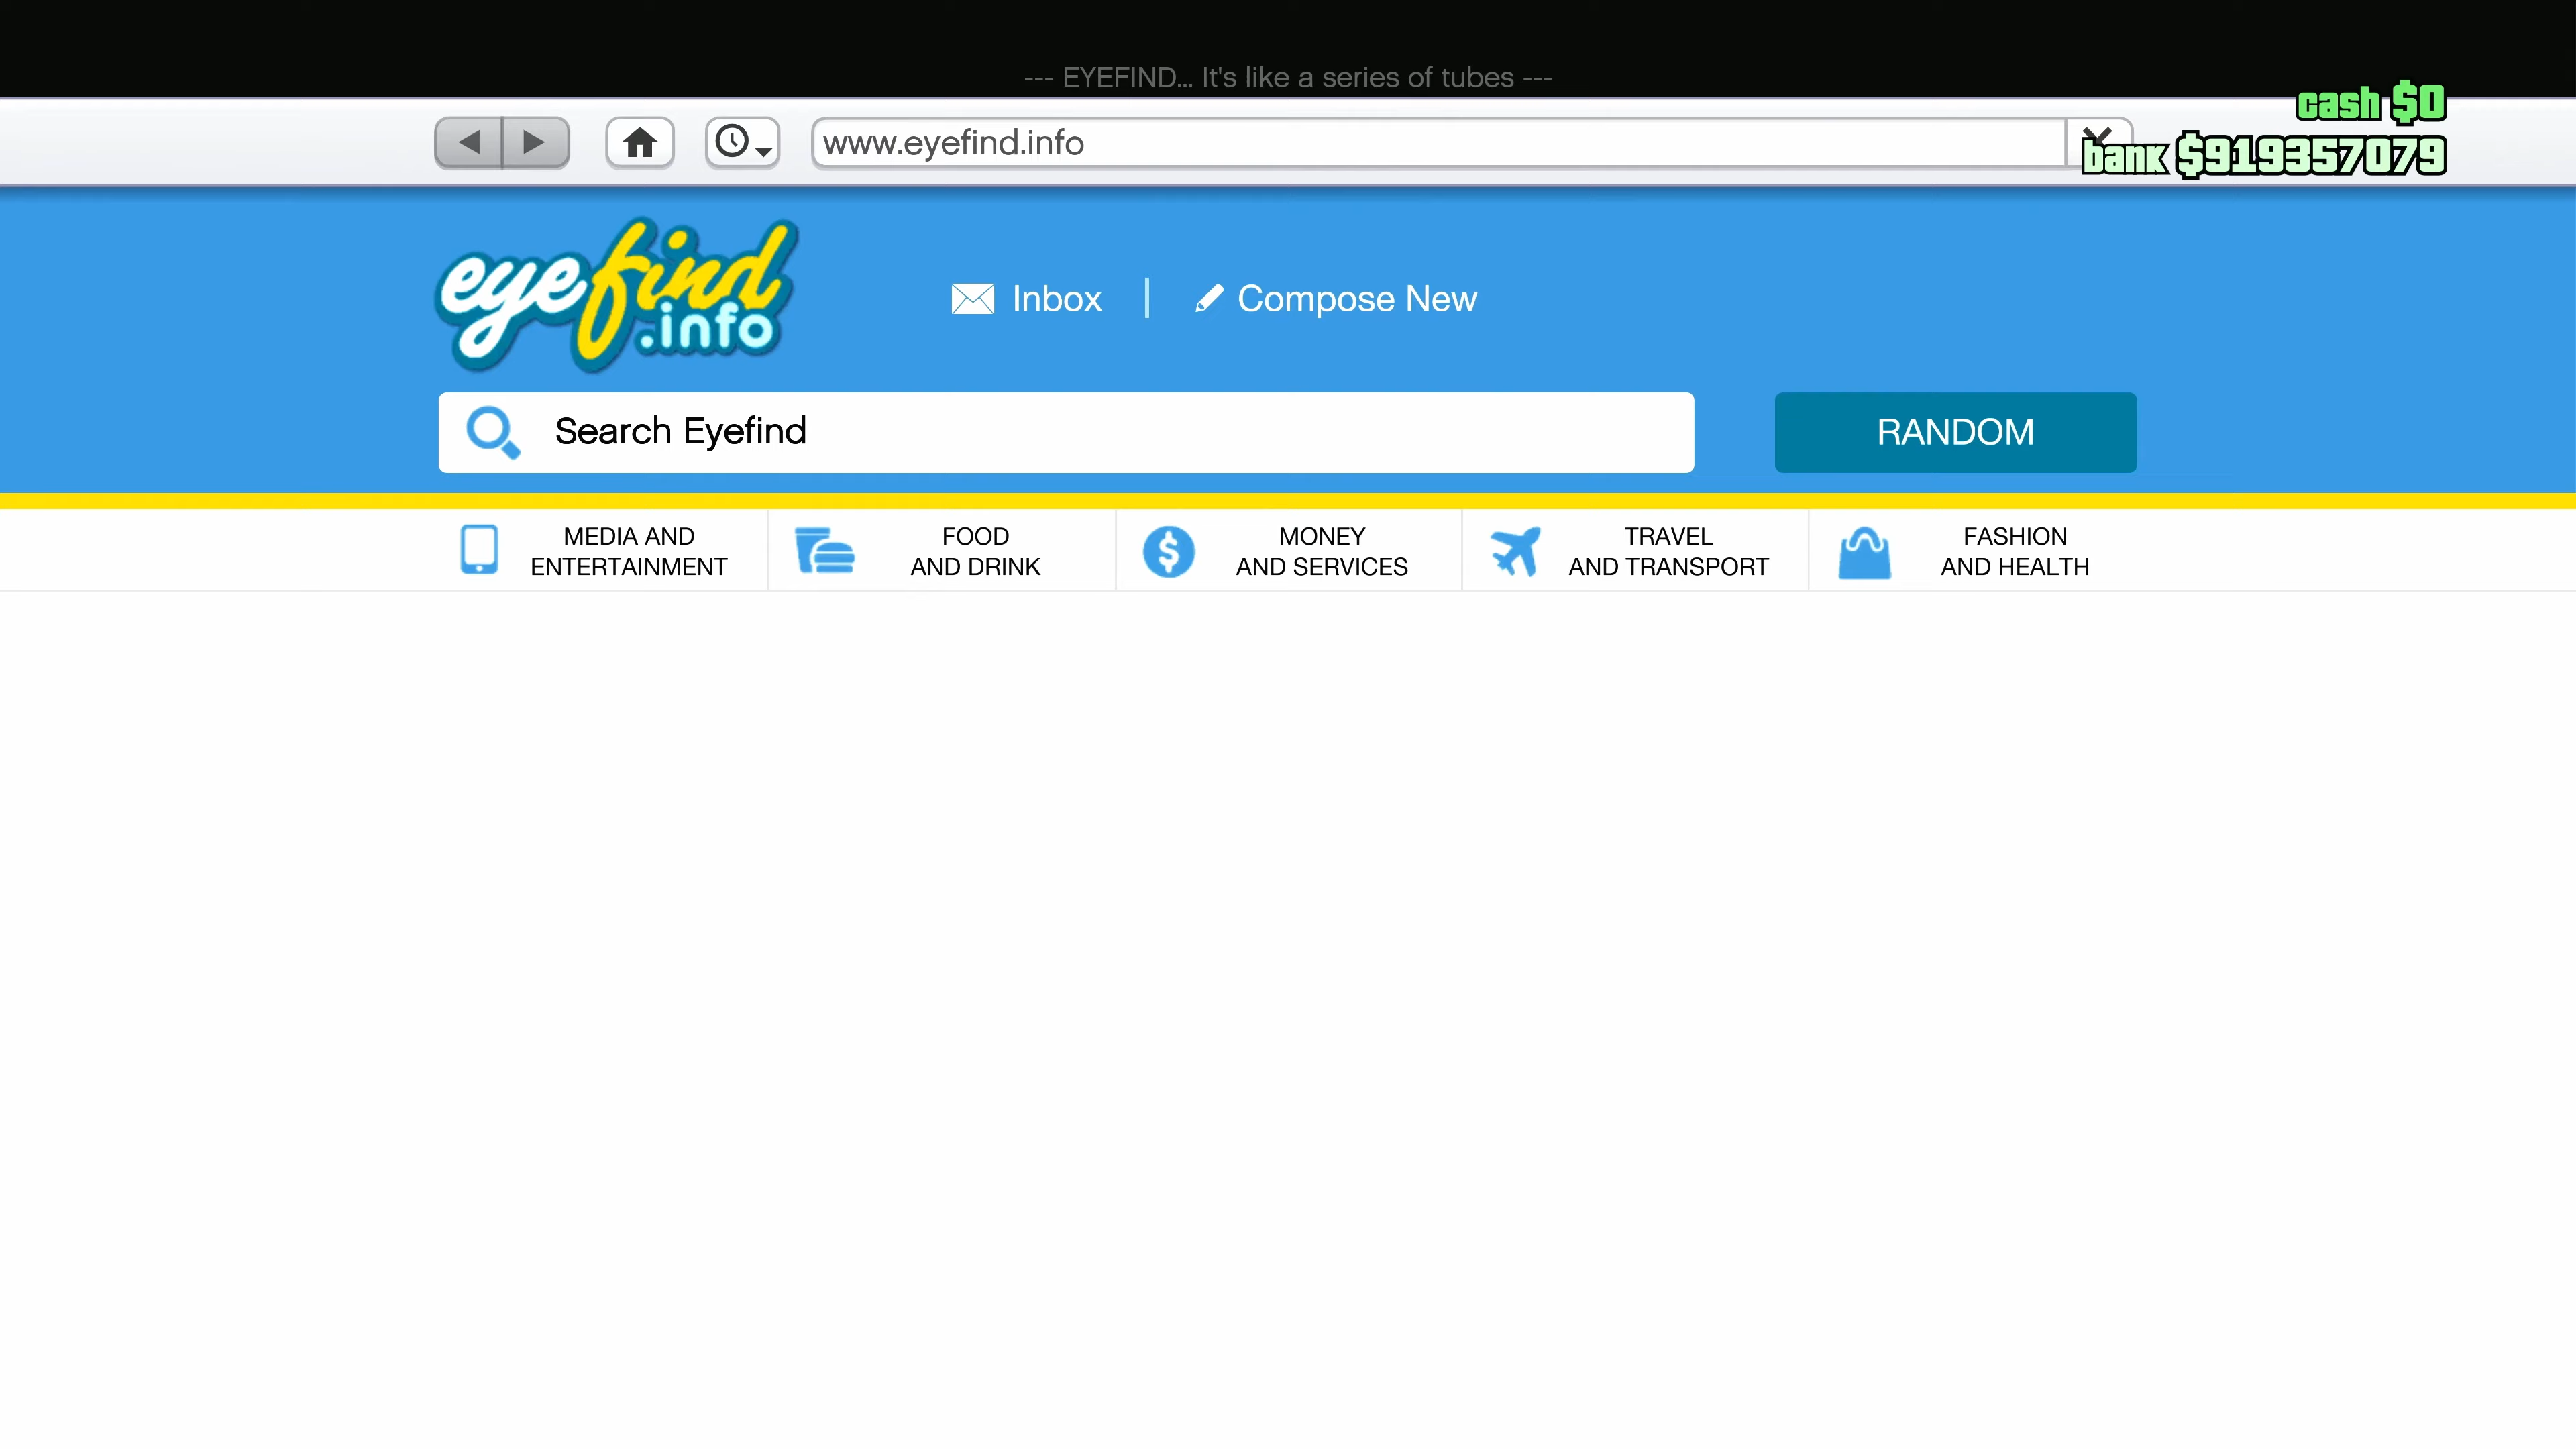 --- EYEFIND... It's like a series of tubes ---
cash $0
www.eyefind.info
bank $919357079
eyefind
.info
Inbox
Compose New
Search Eyefind
RANDOM
MEDIA AND
ENTERTAINMENT
FOOD
AND DRINK
MONEY
AND SERVICES
TRAVEL
AND TRANSPORT
FASHION
AND HEALTH